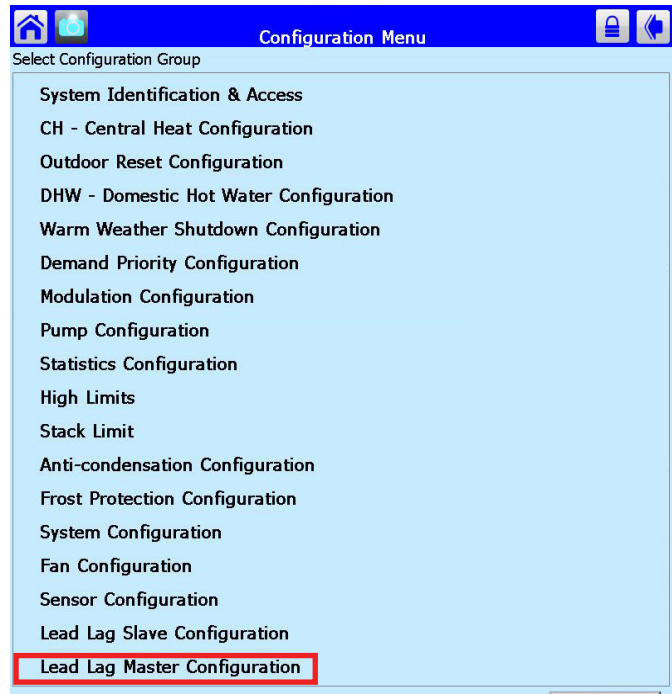 Configuration Menu
Select Configuration Group
System Identification & Access
CH - Central Heat Configuration
Outdoor Reset Configuration
DHW - Domestic Hot Water Configuration
Warm Weather Shutdown Configuration
Demand Priority Configuration
Modulation Configuration
Pump Configuration
Statistics Configuration
High Limits
Stack Limit
Anti-condensation Configuration
Frost Protection Configuration
System Configuration
Fan Configuration
Sensor Configuration
Lead Lag Slave Configuration
Lead Lag Master Configuration